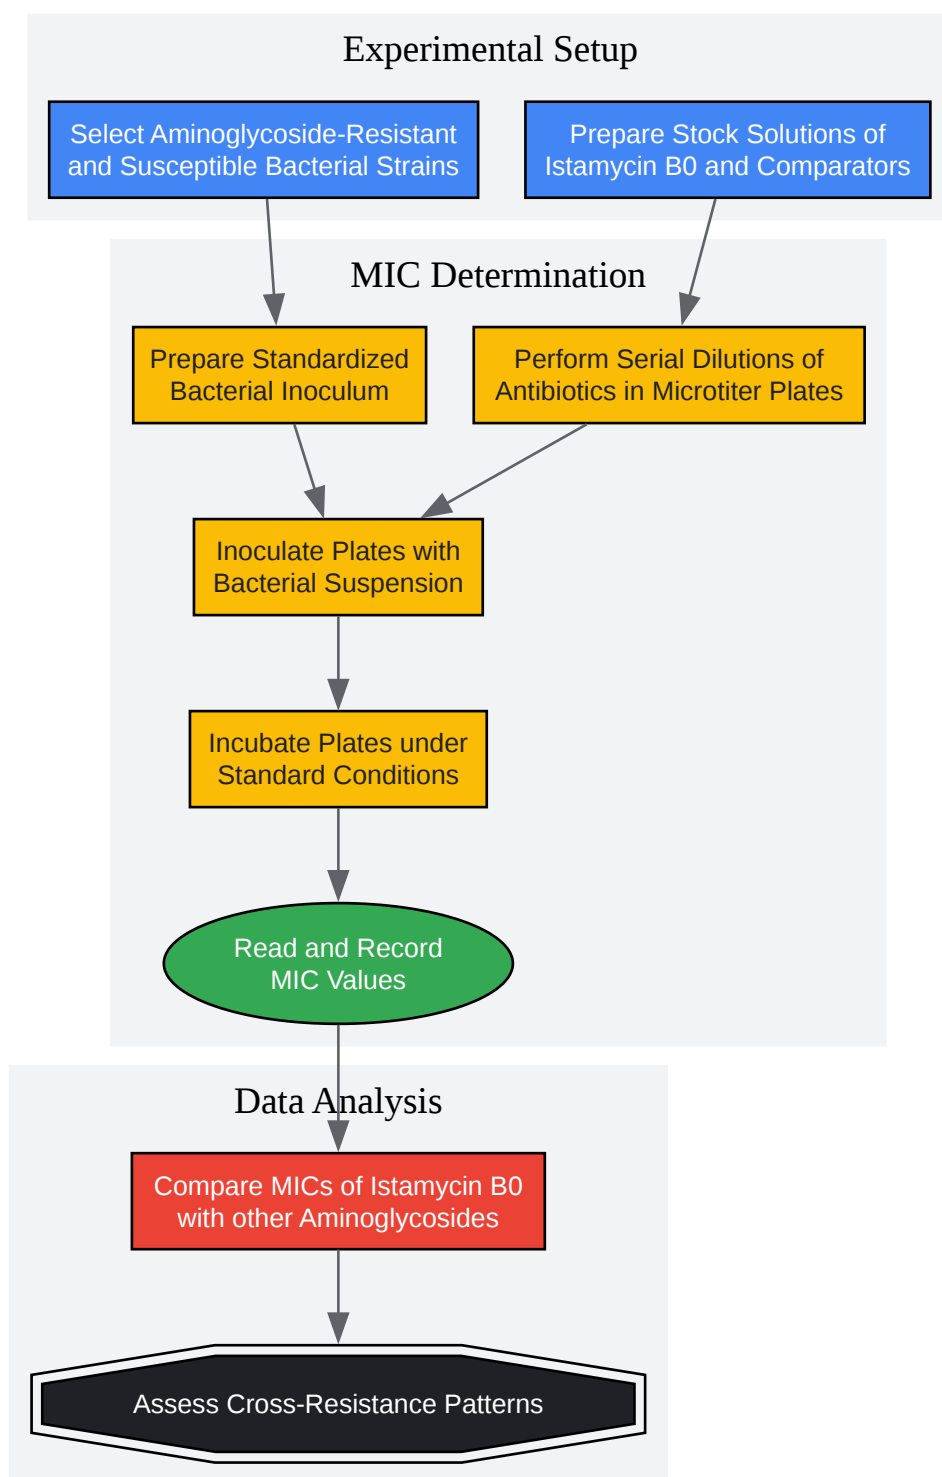 Experimental Setup
Select Aminoglycoside-Resistant
and Susceptible Bacterial Strains
Prepare Stock Solutions of
Istamycin B0 and Comparators
MIC Determination
Prepare Standardized
Bacterial Inoculum
Perform Serial Dilutions of
Antibiotics in Microtiter Plates
Inoculate Plates with
Bacterial Suspension
Incubate Plates under
Standard Conditions
Read and Record
MIC Values
Data Analysis
Compare MICs of Istamycin B0
with other Aminoglycosides
Assess Cross-Resistance Patterns